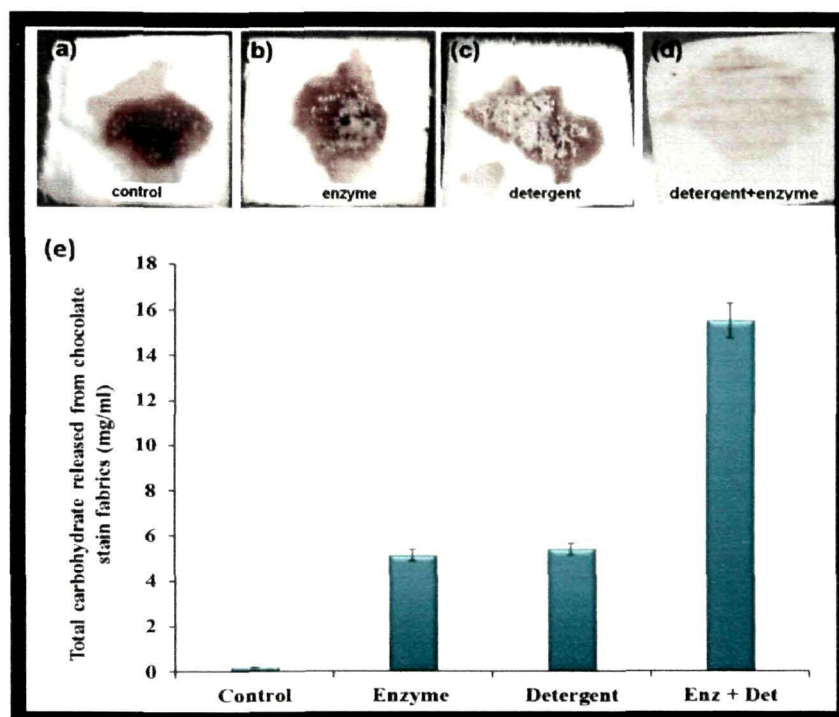 (a)
control
(b)
enzyme
(c)
detergent
(d)
detergent+enzyme
(e)
Total carbohydrate released from chocolate
stain fabrics (mg/ml)
18
16
14
12
10
8
6
4
2
0
Control
Enzyme
Detergent
Enz + Det